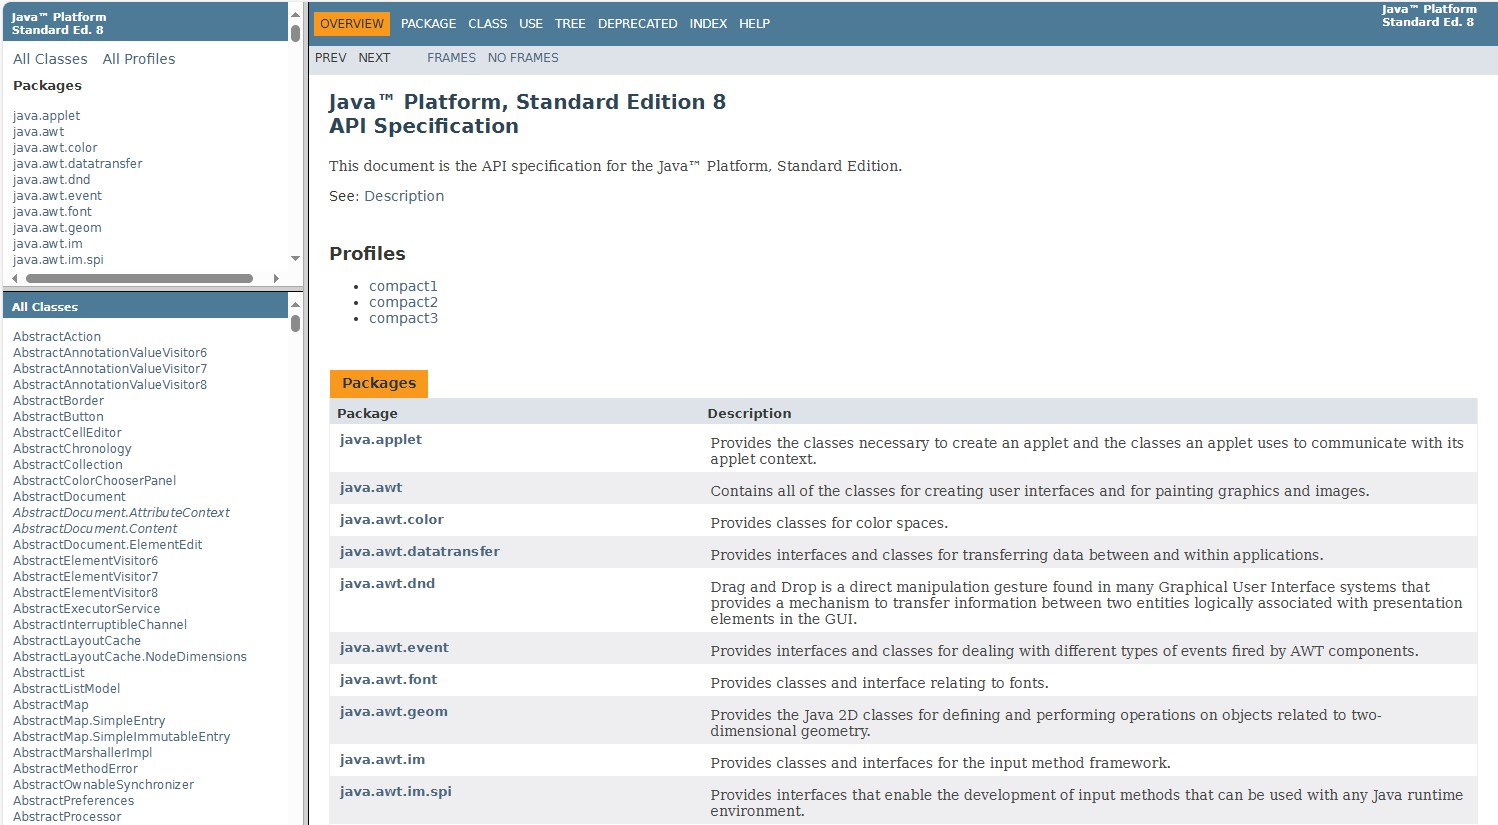 Java™ Platform
Standard Ed. 8
All Classes All Profiles
Packages
java.applet
java.awt
java.awt.color
java.awt.datatransfer
java.awt.dnd
java.awt.event
java.awt.font
java.awt.geom
java.awt.im
java.awt.im.spi
All Classes
AbstractAction
AbstractAnnotationValueVisitor6
AbstractAnnotationValueVisitor7
AbstractAnnotationValueVisitor8
AbstractBorder
AbstractButton
AbstractCellEditor
AbstractChronology
AbstractCollection
AbstractColorChooserPanel
AbstractDocument
AbstractDocument.AttributeContext
AbstractDocument.Content
AbstractDocument.ElementEdit
AbstractElementVisitor6
AbstractElementVisitor7
AbstractElementVisitor8
AbstractExecutorService
AbstractInterruptibleChannel
AbstractLayoutCache
AbstractLayoutCache.NodeDimensions
AbstractList
AbstractListModel
AbstractMap
AbstractMap.SimpleEntry
AbstractMap.SimpleImmutableEntry
AbstractMarshallerImpl
AbstractMethodError
AbstractOwnableSynchronizer
AbstractPreferences
AbstractProcessor
OVERVIEW PACKAGE CLASS USE TREE DEPRECATED INDEX HELP
Java™ Platform
Standard Ed. 8
PREV NEXT FRAMES NO FRAMES
Java™ Platform, Standard Edition 8
API Specification
This document is the API specification for the Java™ Platform, Standard Edition.
See: Description
Profiles
• compact1
• compact2
• compact3
Packages
Package Description
java.applet Provides the classes necessary to create an applet and the classes an applet uses to communicate with its
applet context.
java.awt Contains all of the classes for creating user interfaces and for painting graphics and images.
java.awt.color Provides classes for color spaces.
java.awt.datatransfer Provides interfaces and classes for transferring data between and within applications.
java.awt.dnd Drag and Drop is a direct manipulation gesture found in many Graphical User Interface systems that
provides a mechanism to transfer information between two entities logically associated with presentation
elements in the GUI.
java.awt.event Provides interfaces and classes for dealing with different types of events fired by AWT components.
java.awt.font Provides classes and interface relating to fonts.
java.awt.geom Provides the Java 2D classes for defining and performing operations on objects related to two-
dimensional geometry.
java.awt.im Provides classes and interfaces for the input method framework.
java.awt.im.spi Provides interfaces that enable the development of input methods that can be used with any Java runtime
environment.